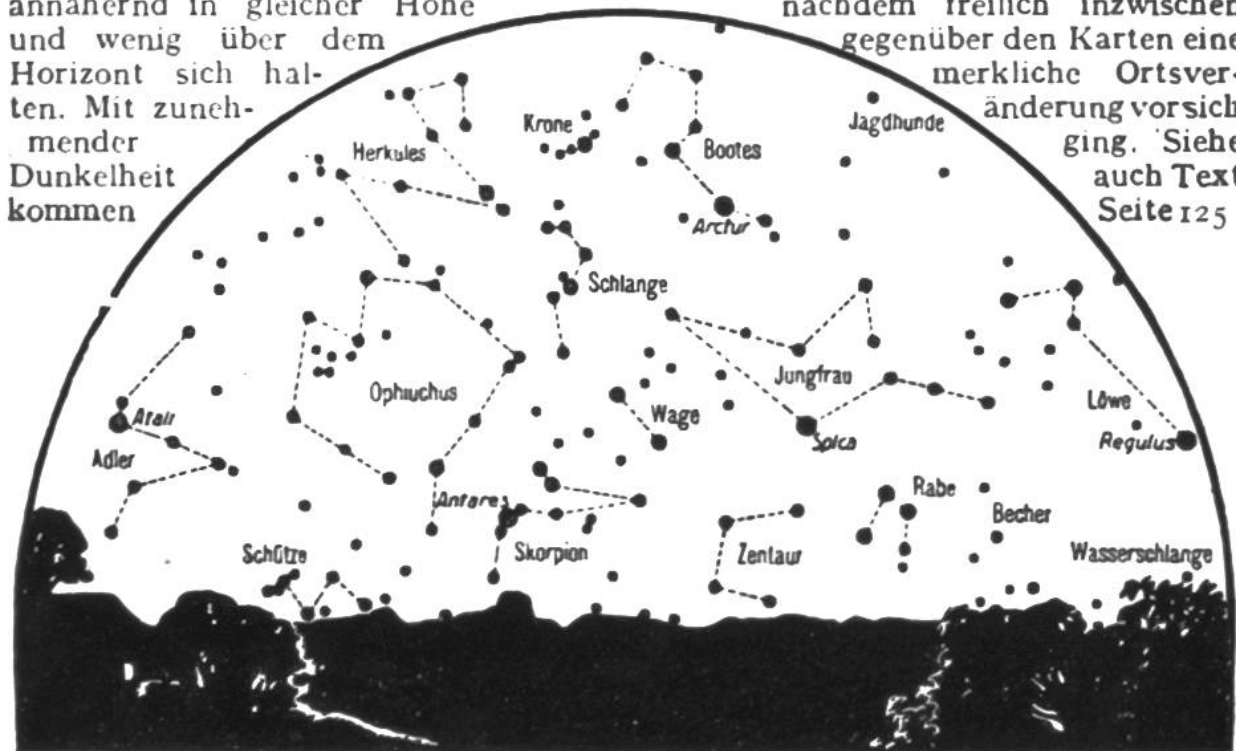 annähernd in gleicher Höhe
und wenig über dem
Horizont sich hal-
ten. Mit zuneh-
mender
Dunkelheit
kommen
nachdem freilich inzwischen
gegenüber den Karten eine
merkliche Ortsver-
änderung vor sich
ging. Siehe
auch Text
Seite 125
Krone
Jagdhunde
Herkules
Bootes
Arctur
Schlange
Jungfrau
Ophiuchus
Löwe
Wage
Atair
Spica
Regulus
Adler
Antares
Rabe
Becher
Schütze
Skorpion
Zentaur
Wasserschlange